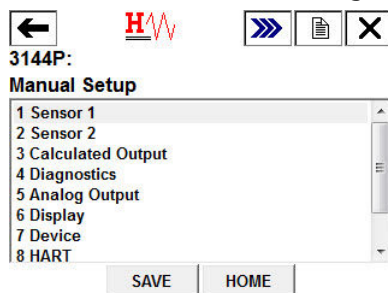 H
3144P:
Manual Setup
1 Sensor 1
2 Sensor 2
3 Calculated Output
4 Diagnostics
5 Analog Output
6 Display
7 Device
8 HART
SAVE HOME